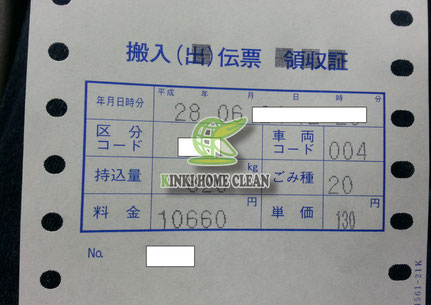 搬入(出)伝票 領収証
平成 年 月 日 時 分
年月日時分 28 06
区分コード 車両コード 004
持込量 kg ごみ種 20
料金 10660 円 単価 130 円
KINKI HOME CLEAN
No.
4561-21K